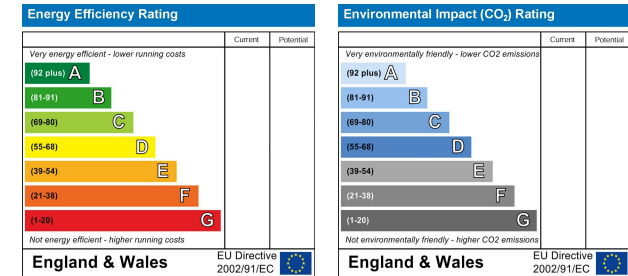 Energy Efficiency Rating
Current Potential
Very energy efficient - lower running costs
(92 plus) A
(81-91) B
(69-80) C
(55-68) D
(39-54) E
(21-38) F
(1-20) G
Not energy efficient - higher running costs
England & Wales
EU Directive
2002/91/EC
Environmental Impact (CO₂) Rating
Current Potential
Very environmentally friendly - lower CO2 emissions
(92 plus) A
(81-91) B
(69-80) C
(55-68) D
(39-54) E
(21-38) F
(1-20) G
Not environmentally friendly - higher CO2 emissions
England & Wales
EU Directive
2002/91/EC